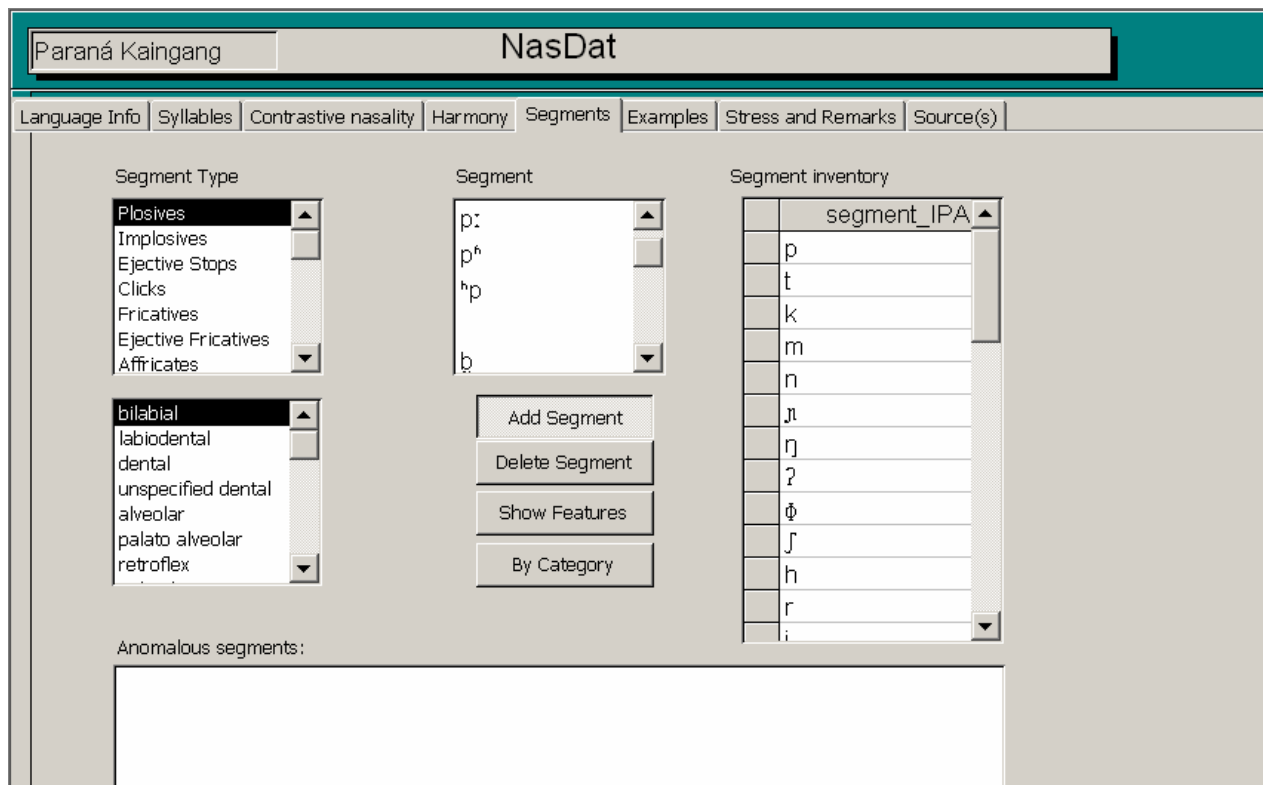 Paraná Kaingang
NasDat
Language Info
Syllables
Contrastive nasality
Harmony
Segments
Examples
Stress and Remarks
Source(s)
Segment Type
Plosives
Implosives
Ejective Stops
Clicks
Fricatives
Ejective Fricatives
Affricates
bilabial
labiodental
dental
unspecified dental
alveolar
palato alveolar
retroflex
Segment
pː
pʱ
ʰp
Add Segment
Delete Segment
Show Features
By Category
Segment inventory
segment_IPA
p
t
k
m
n
ɲ
ŋ
ʔ
ɸ
ʃ
h
r
Anomalous segments: